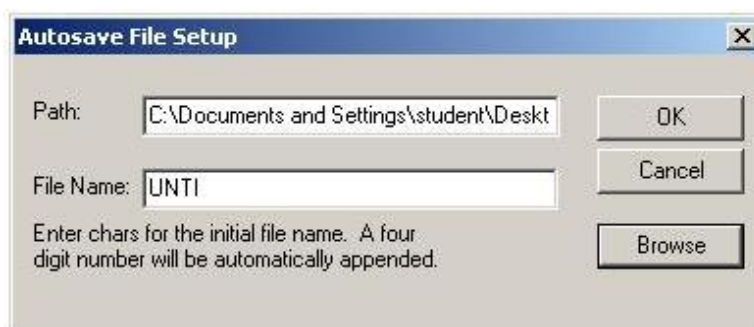 Autosave File Setup
Path: C:\Documents and Settings\student\Deskt OK
File Name: UNTI Cancel
Enter chars for the initial file name. A four
digit number will be automatically appended.
Browse